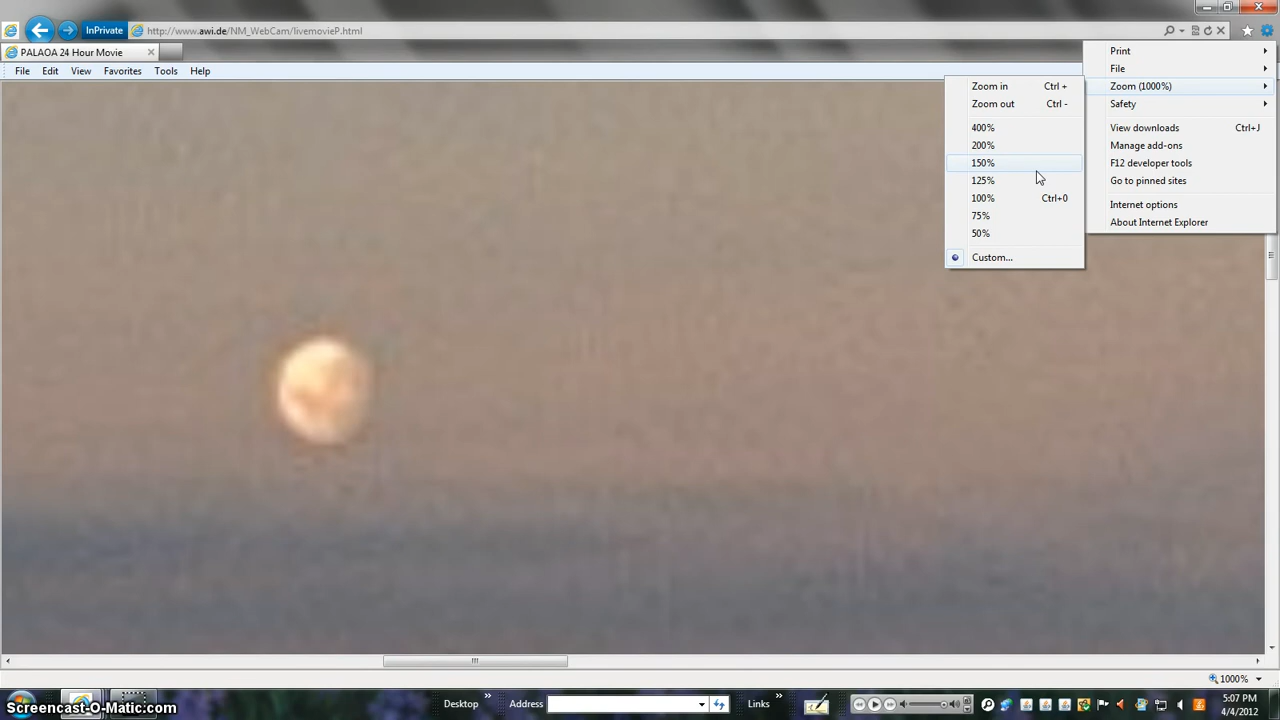 InPrivate
http://www.awi.de/NM_WebCam/livemovieP.html
PALAOA 24 Hour Movie
File Edit View Favorites Tools Help
Print
File
Zoom (1000%)
Safety
View downloads Ctrl+J
Manage add-ons
F12 developer tools
Go to pinned sites
Internet options
About Internet Explorer
Zoom in Ctrl +
Zoom out Ctrl -
400%
200%
150%
125%
100% Ctrl+0
75%
50%
Custom...
1000%
Desktop » Address Links »
5:07 PM
4/4/2012
Screencast-O-Matic.com